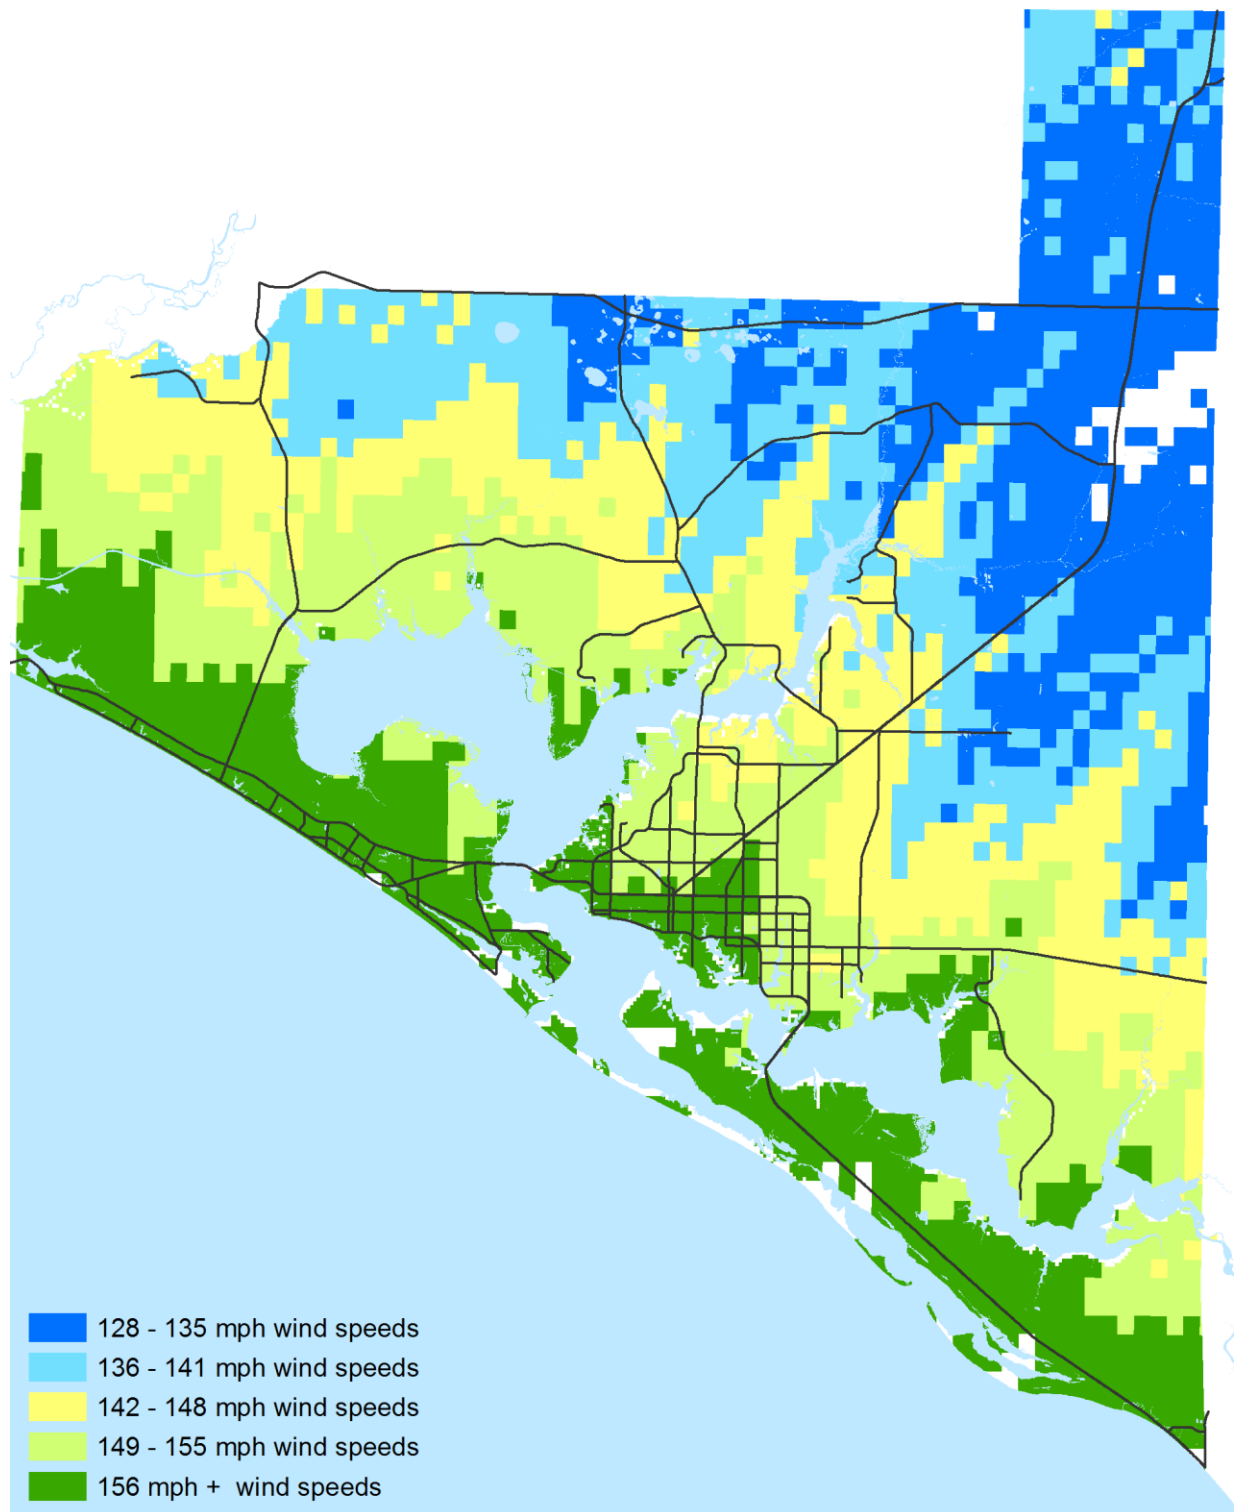 128 - 135 mph wind speeds
136 - 141 mph wind speeds
142 - 148 mph wind speeds
149 - 155 mph wind speeds
156 mph +  wind speeds